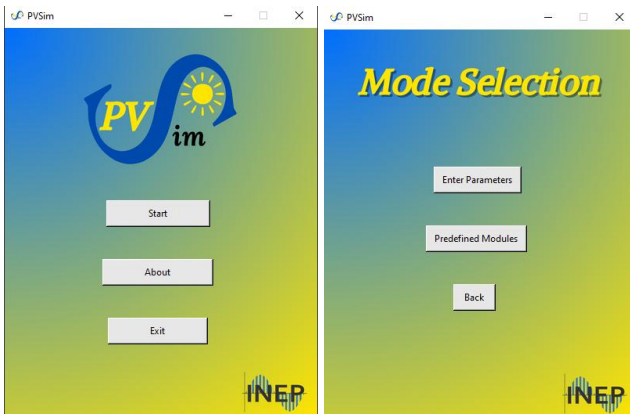 PVSim
PV
im
Start
About
Exit
INEP
PVSim
Mode Selection
Enter Parameters
Predefined Modules
Back
INEP